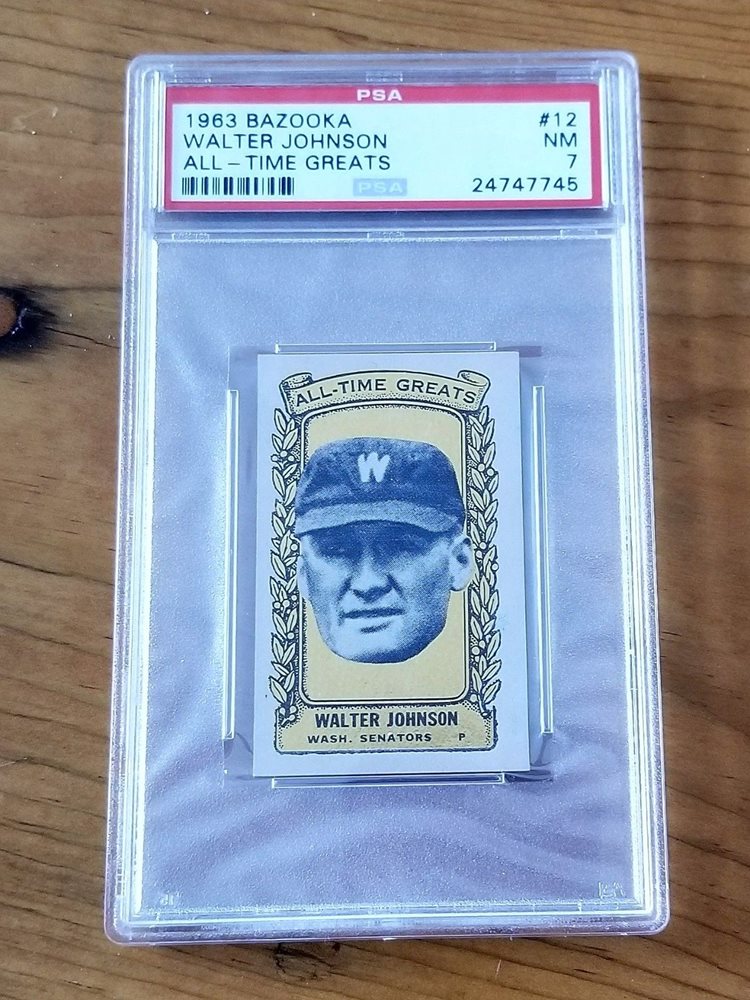 PSA
1963 BAZOOKA #12
WALTER JOHNSON NM
ALL-TIME GREATS 7
PSA 24747745
ALL-TIME GREATS
W
WALTER JOHNSON
WASH. SENATORS P